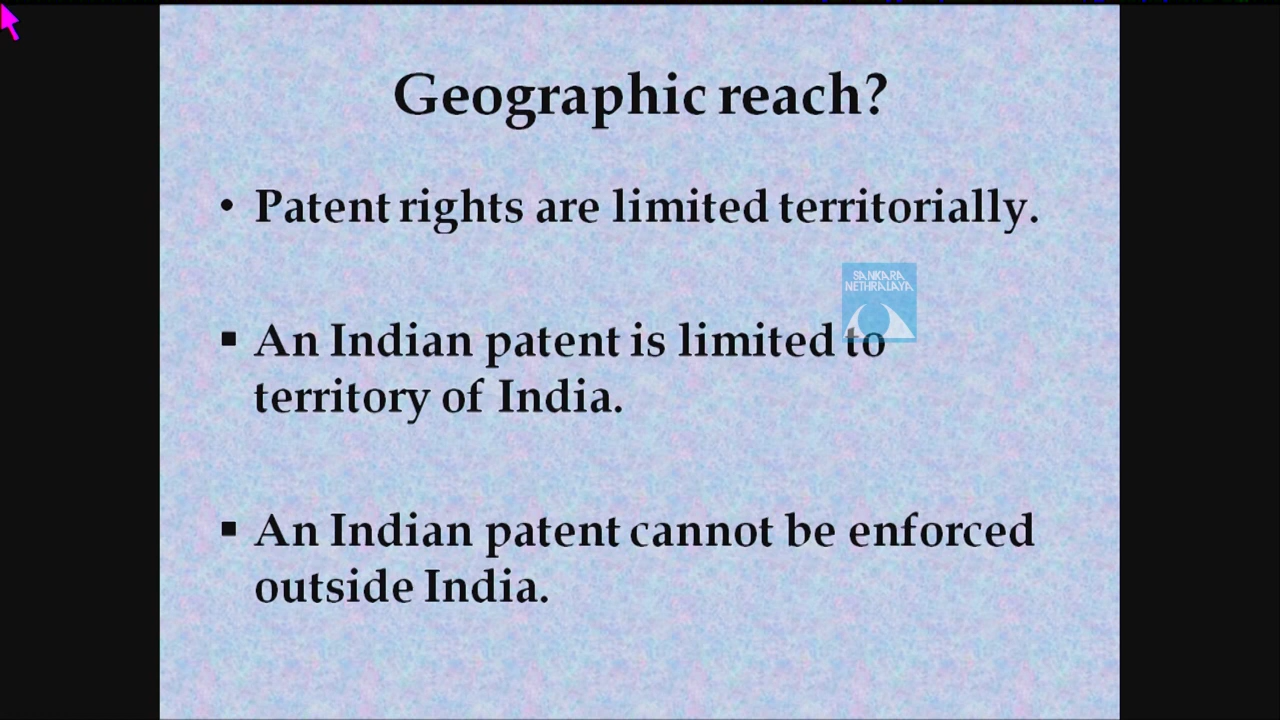 Geographic reach?
• Patent rights are limited territorially.
SANKARA
NETHRALAYA
▪ An Indian patent is limited to
territory of India.
▪ An Indian patent cannot be enforced
outside India.